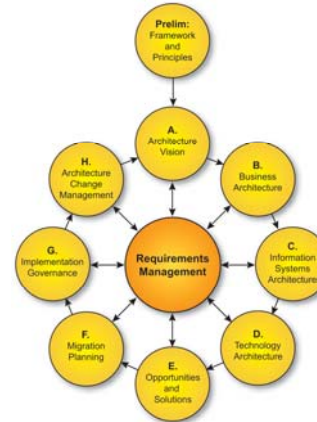 Prelim:
Framework
and
Principles
A.
Architecture
Vision
B.
Business
Architecture
C.
Information
Systems
Architecture
D.
Technology
Architecture
E.
Opportunities
and
Solutions
F.
Migration
Planning
G.
Implementation
Governance
H.
Architecture
Change
Management
Requirements
Management